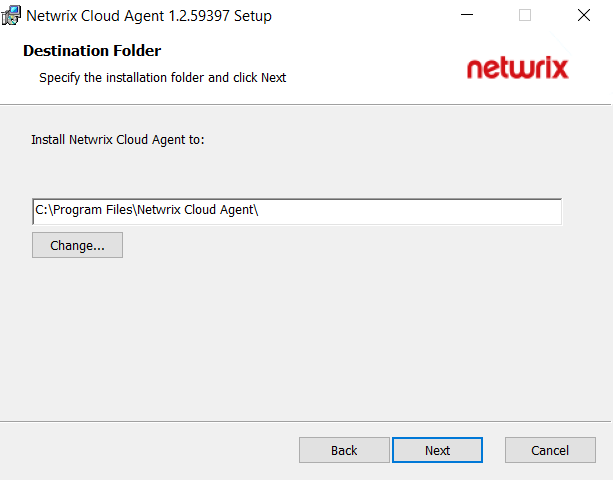 Netwrix Cloud Agent 1.2.59397 Setup
Destination Folder
Specify the installation folder and click Next
netwrix
Install Netwrix Cloud Agent to:
C:\Program Files\Netwrix Cloud Agent\
Change...
Back
Next
Cancel